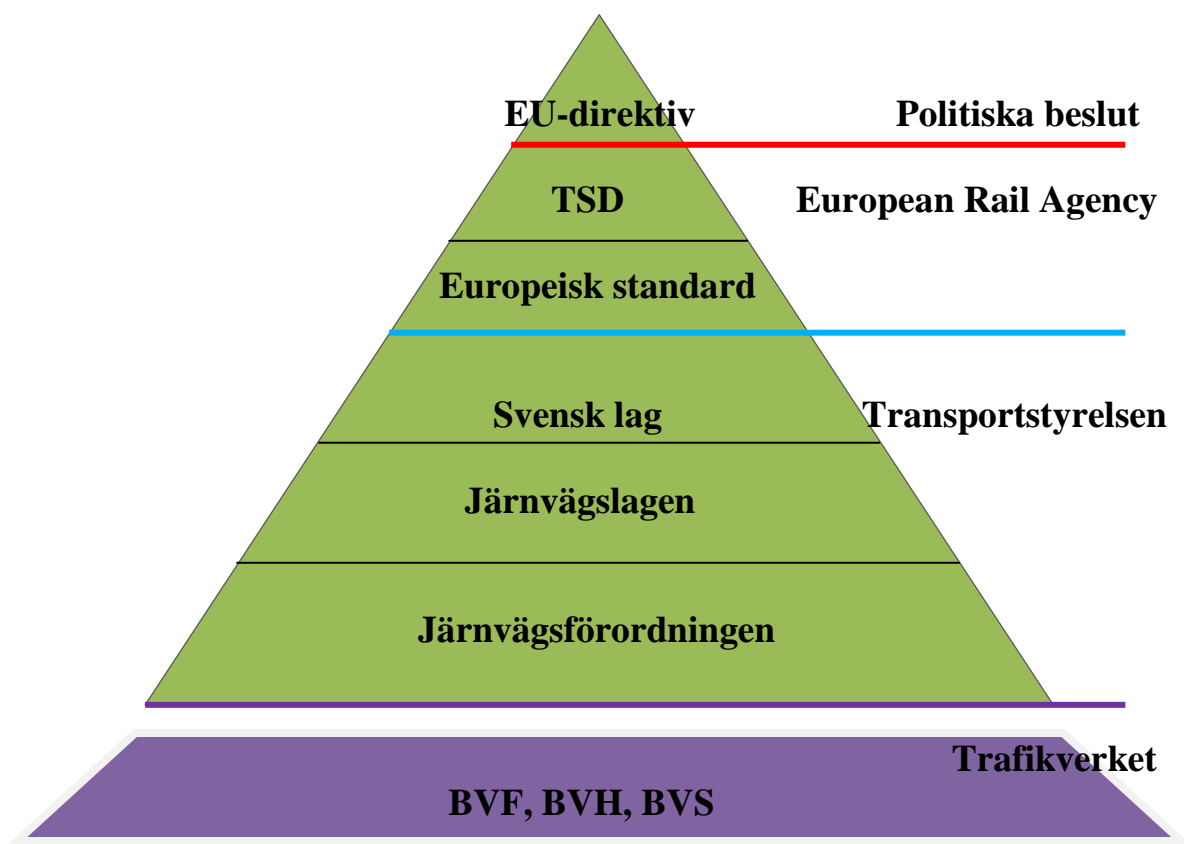 EU-direktiv
Politiska beslut
TSD
European Rail Agency
Europeisk standard
Svensk lag
Transportstyrelsen
Järnvägslagen
Järnvägsförordningen
Trafikverket
BVF, BVH, BVS